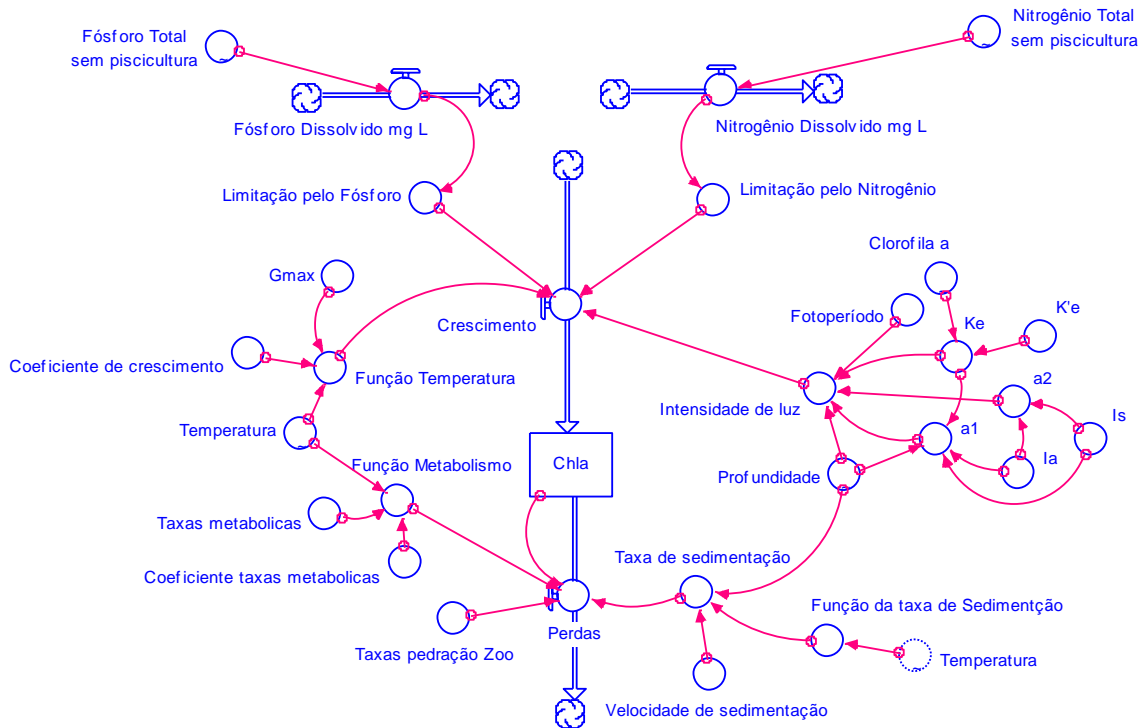 Fósforo Total
sem piscicultura
Nitrogênio Total
sem piscicultura
Fósforo Dissolvido mg L
Nitrogênio Dissolvido mg L
Limitação pelo Fósforo
Limitação pelo Nitrogênio
Clorofila a
Gmax
Crescimento
Fotoperíodo
Ke
K'e
Coeficiente de crescimento
Função Temperatura
a2
Intensidade de luz
Is
Temperatura
a1
Função Metabolismo
Chla
Ia
Profundidade
Taxas metabolicas
Taxa de sedimentação
Coeficiente taxas metabolicas
Função da taxa de Sedimentção
Perdas
Taxas pedração Zoo
Temperatura
Velocidade de sedimentação